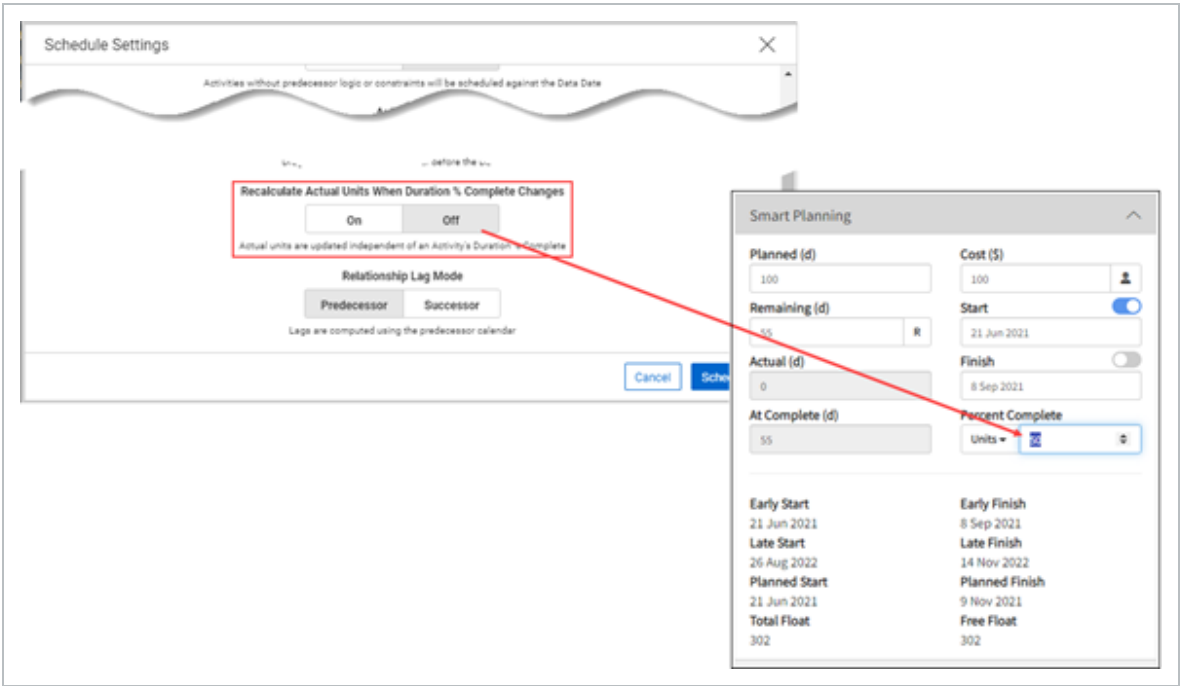 Schedule Settings
Activities without predecessor logic or constraints will be scheduled against the Data Date
before the
Recalculate Actual Units When Duration % Complete Changes
On Off
Actual units are updated independent of an Activity's Duration % Complete
Relationship Lag Mode
Predecessor Successor
Lags are computed using the predecessor calendar
Cancel
Smart Planning
Planned (d) Cost ($)
100 100
Remaining (d) Start
55 R 21 Jun 2021
Actual (d) Finish
0 8 Sep 2021
At Complete (d) Percent Complete
55 Units
Early Start Early Finish
21 Jun 2021 8 Sep 2021
Late Start Late Finish
26 Aug 2022 14 Nov 2022
Planned Start Planned Finish
21 Jun 2021 9 Nov 2021
Total Float Free Float
302 302